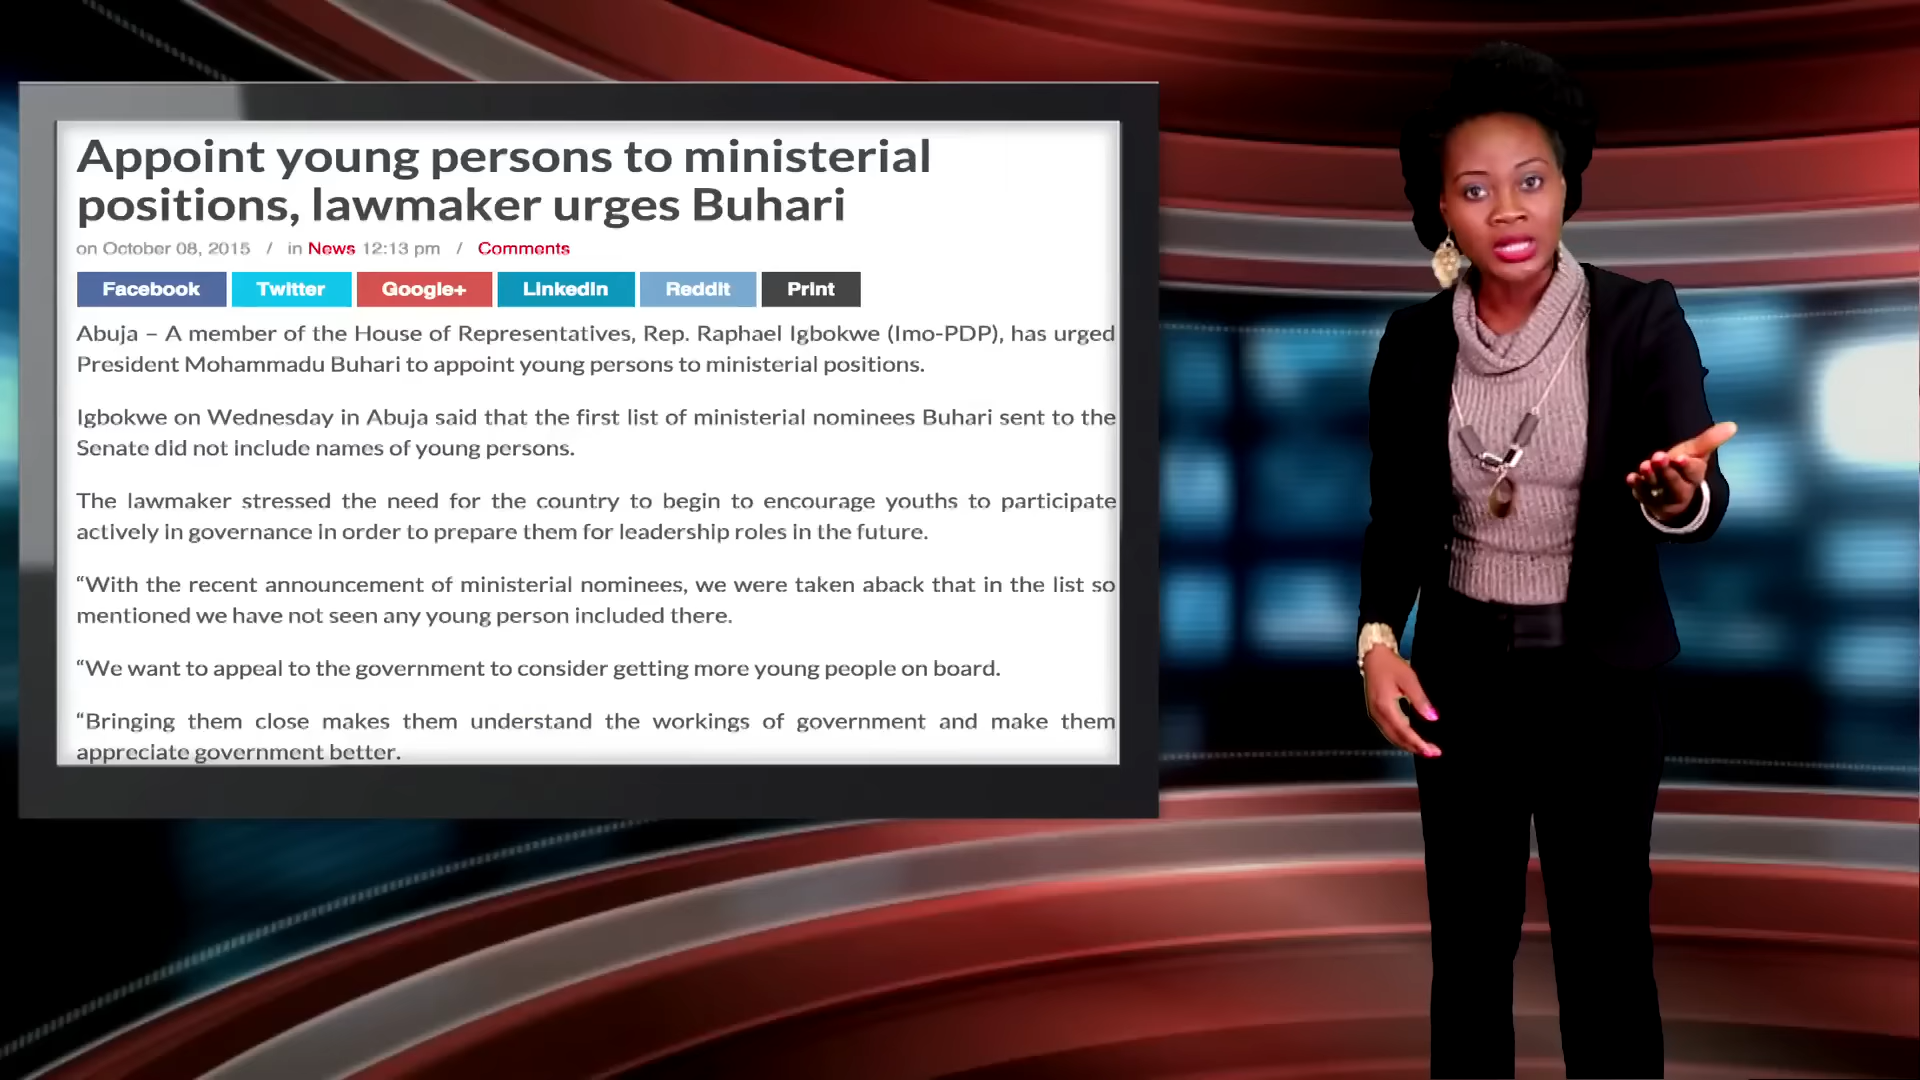 Appoint young persons to ministerial
positions, lawmaker urges Buhari
on October 08, 2015 / in News 12:13 pm / Comments
Facebook Twitter Google+ LinkedIn Reddit Print
Abuja – A member of the House of Representatives, Rep. Raphael Igbokwe (Imo-PDP), has urged
President Mohammadu Buhari to appoint young persons to ministerial positions.
Igbokwe on Wednesday in Abuja said that the first list of ministerial nominees Buhari sent to the
Senate did not include names of young persons.
The lawmaker stressed the need for the country to begin to encourage youths to participate
actively in governance in order to prepare them for leadership roles in the future.
“With the recent announcement of ministerial nominees, we were taken aback that in the list so
mentioned we have not seen any young person included there.
“We want to appeal to the government to consider getting more young people on board.
“Bringing them close makes them understand the workings of government and make them
appreciate government better.